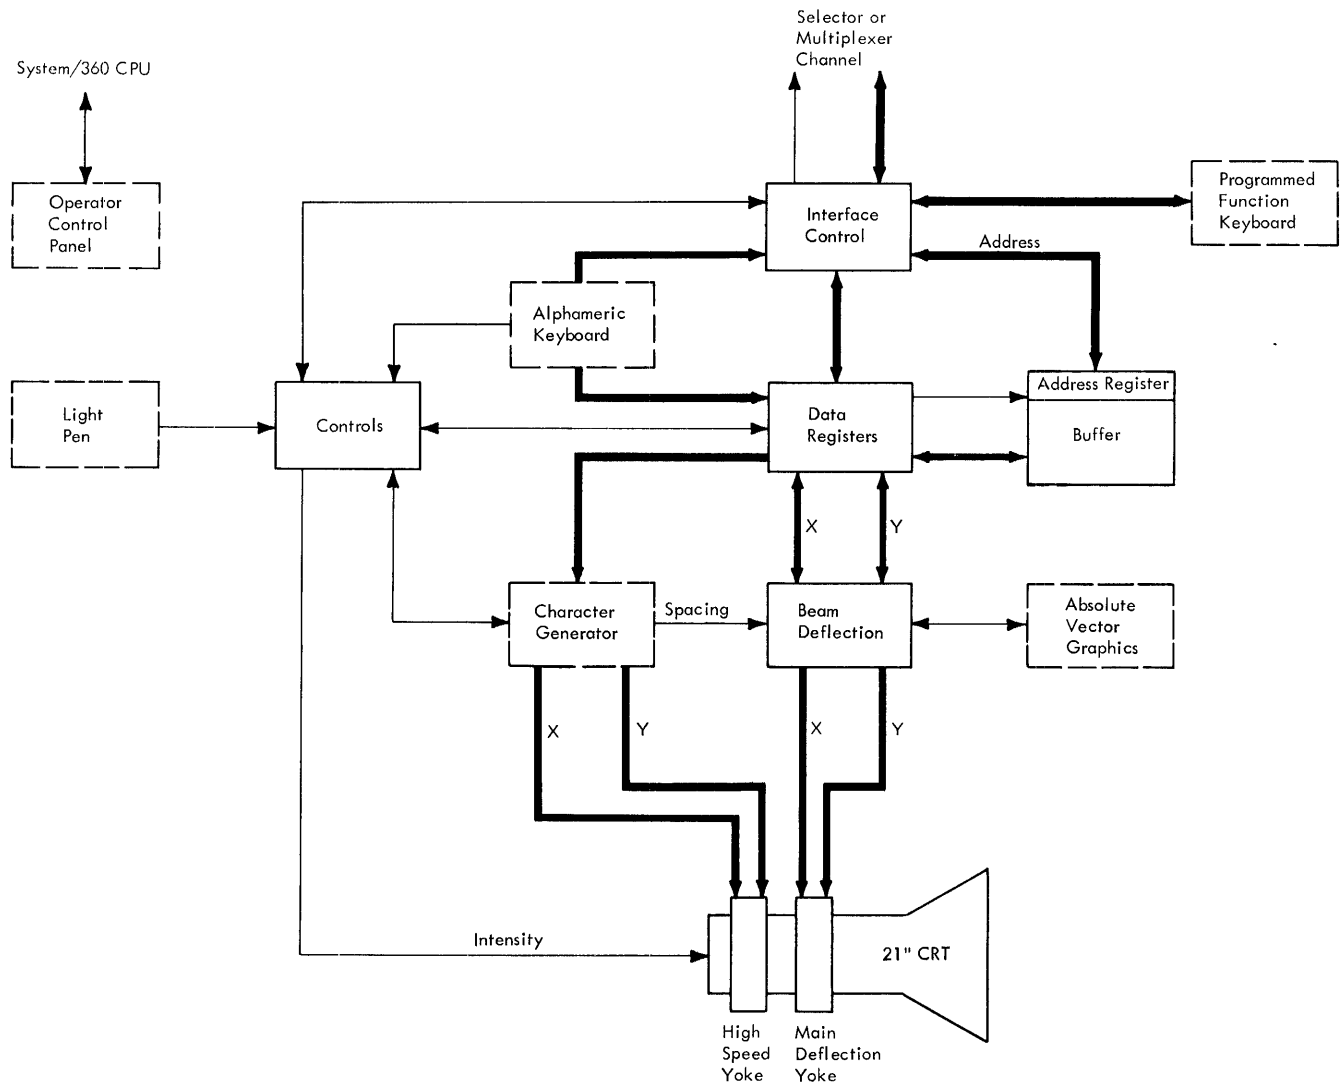 Selector or
Multiplexer
Channel
System/360 CPU
Operator
Control
Panel
Interface
Control
Programmed
Function
Keyboard
Address
Alphameric
Keyboard
Light
Pen
Controls
Data
Registers
Address Register
Buffer
X
Y
Character
Generator
Spacing
Beam
Deflection
Absolute
Vector
Graphics
X
Y
X
Y
Intensity
21" CRT
High
Speed
Yoke
Main
Deflection
Yoke